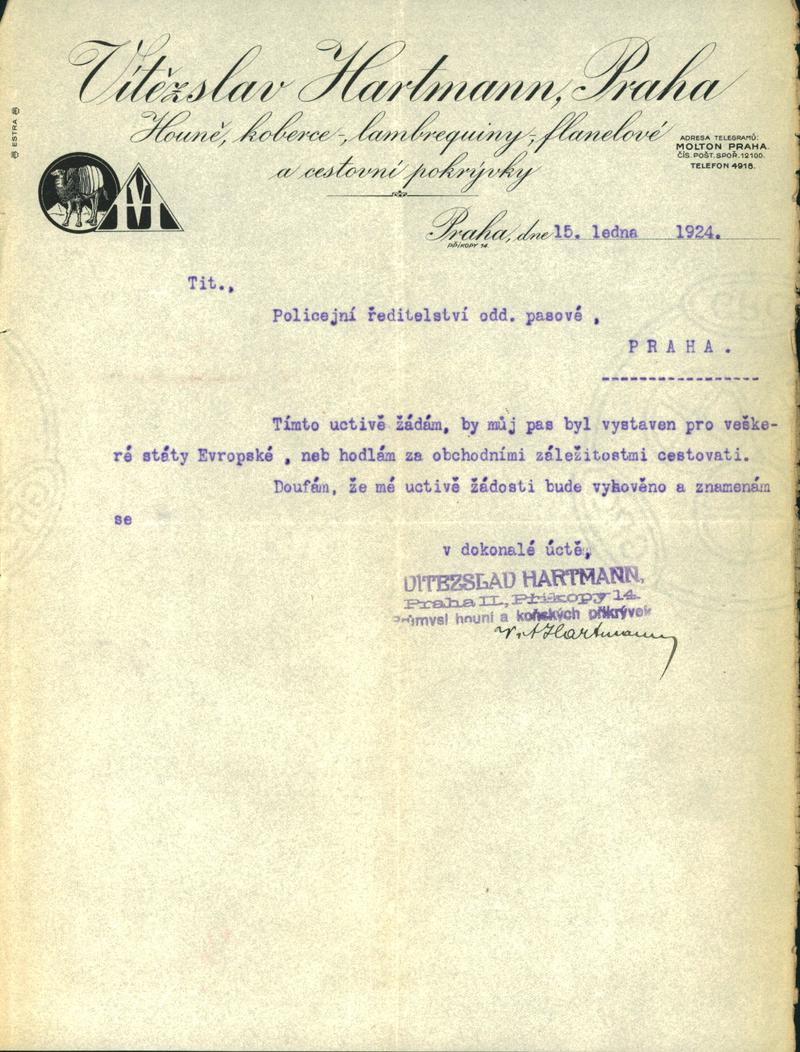 Vítězslav Hartmann, Praha
Houně, koberce-, lambrequiny-, flanelové
a cestovní pokrývky
ESTRA
ADRESA TELEGRAMŮ:
MOLTON PRAHA.
ČÍS. POŠT. SPOŘ. 12100.
TELEFON 4918.
Praha, dne 15. ledna 1924.
PŘÍKOPY 14.
Tit.,
Policejní ředitelství odd. pasové ,
PRAHA.
Tímto uctivě žádám, by můj pas byl vystaven pro veške-
ré státy Evropské , neb hodlám za obchodními záležitostmi cestovati.
Doufám, že mé uctivě žádosti bude vyhověno a znamenám
se
v dokonalé úctě,
VITEZSLAV HARTMANN,
Praha II., Příkopy 14.
Průmysl houní a koňských přikrývek
Hartmann